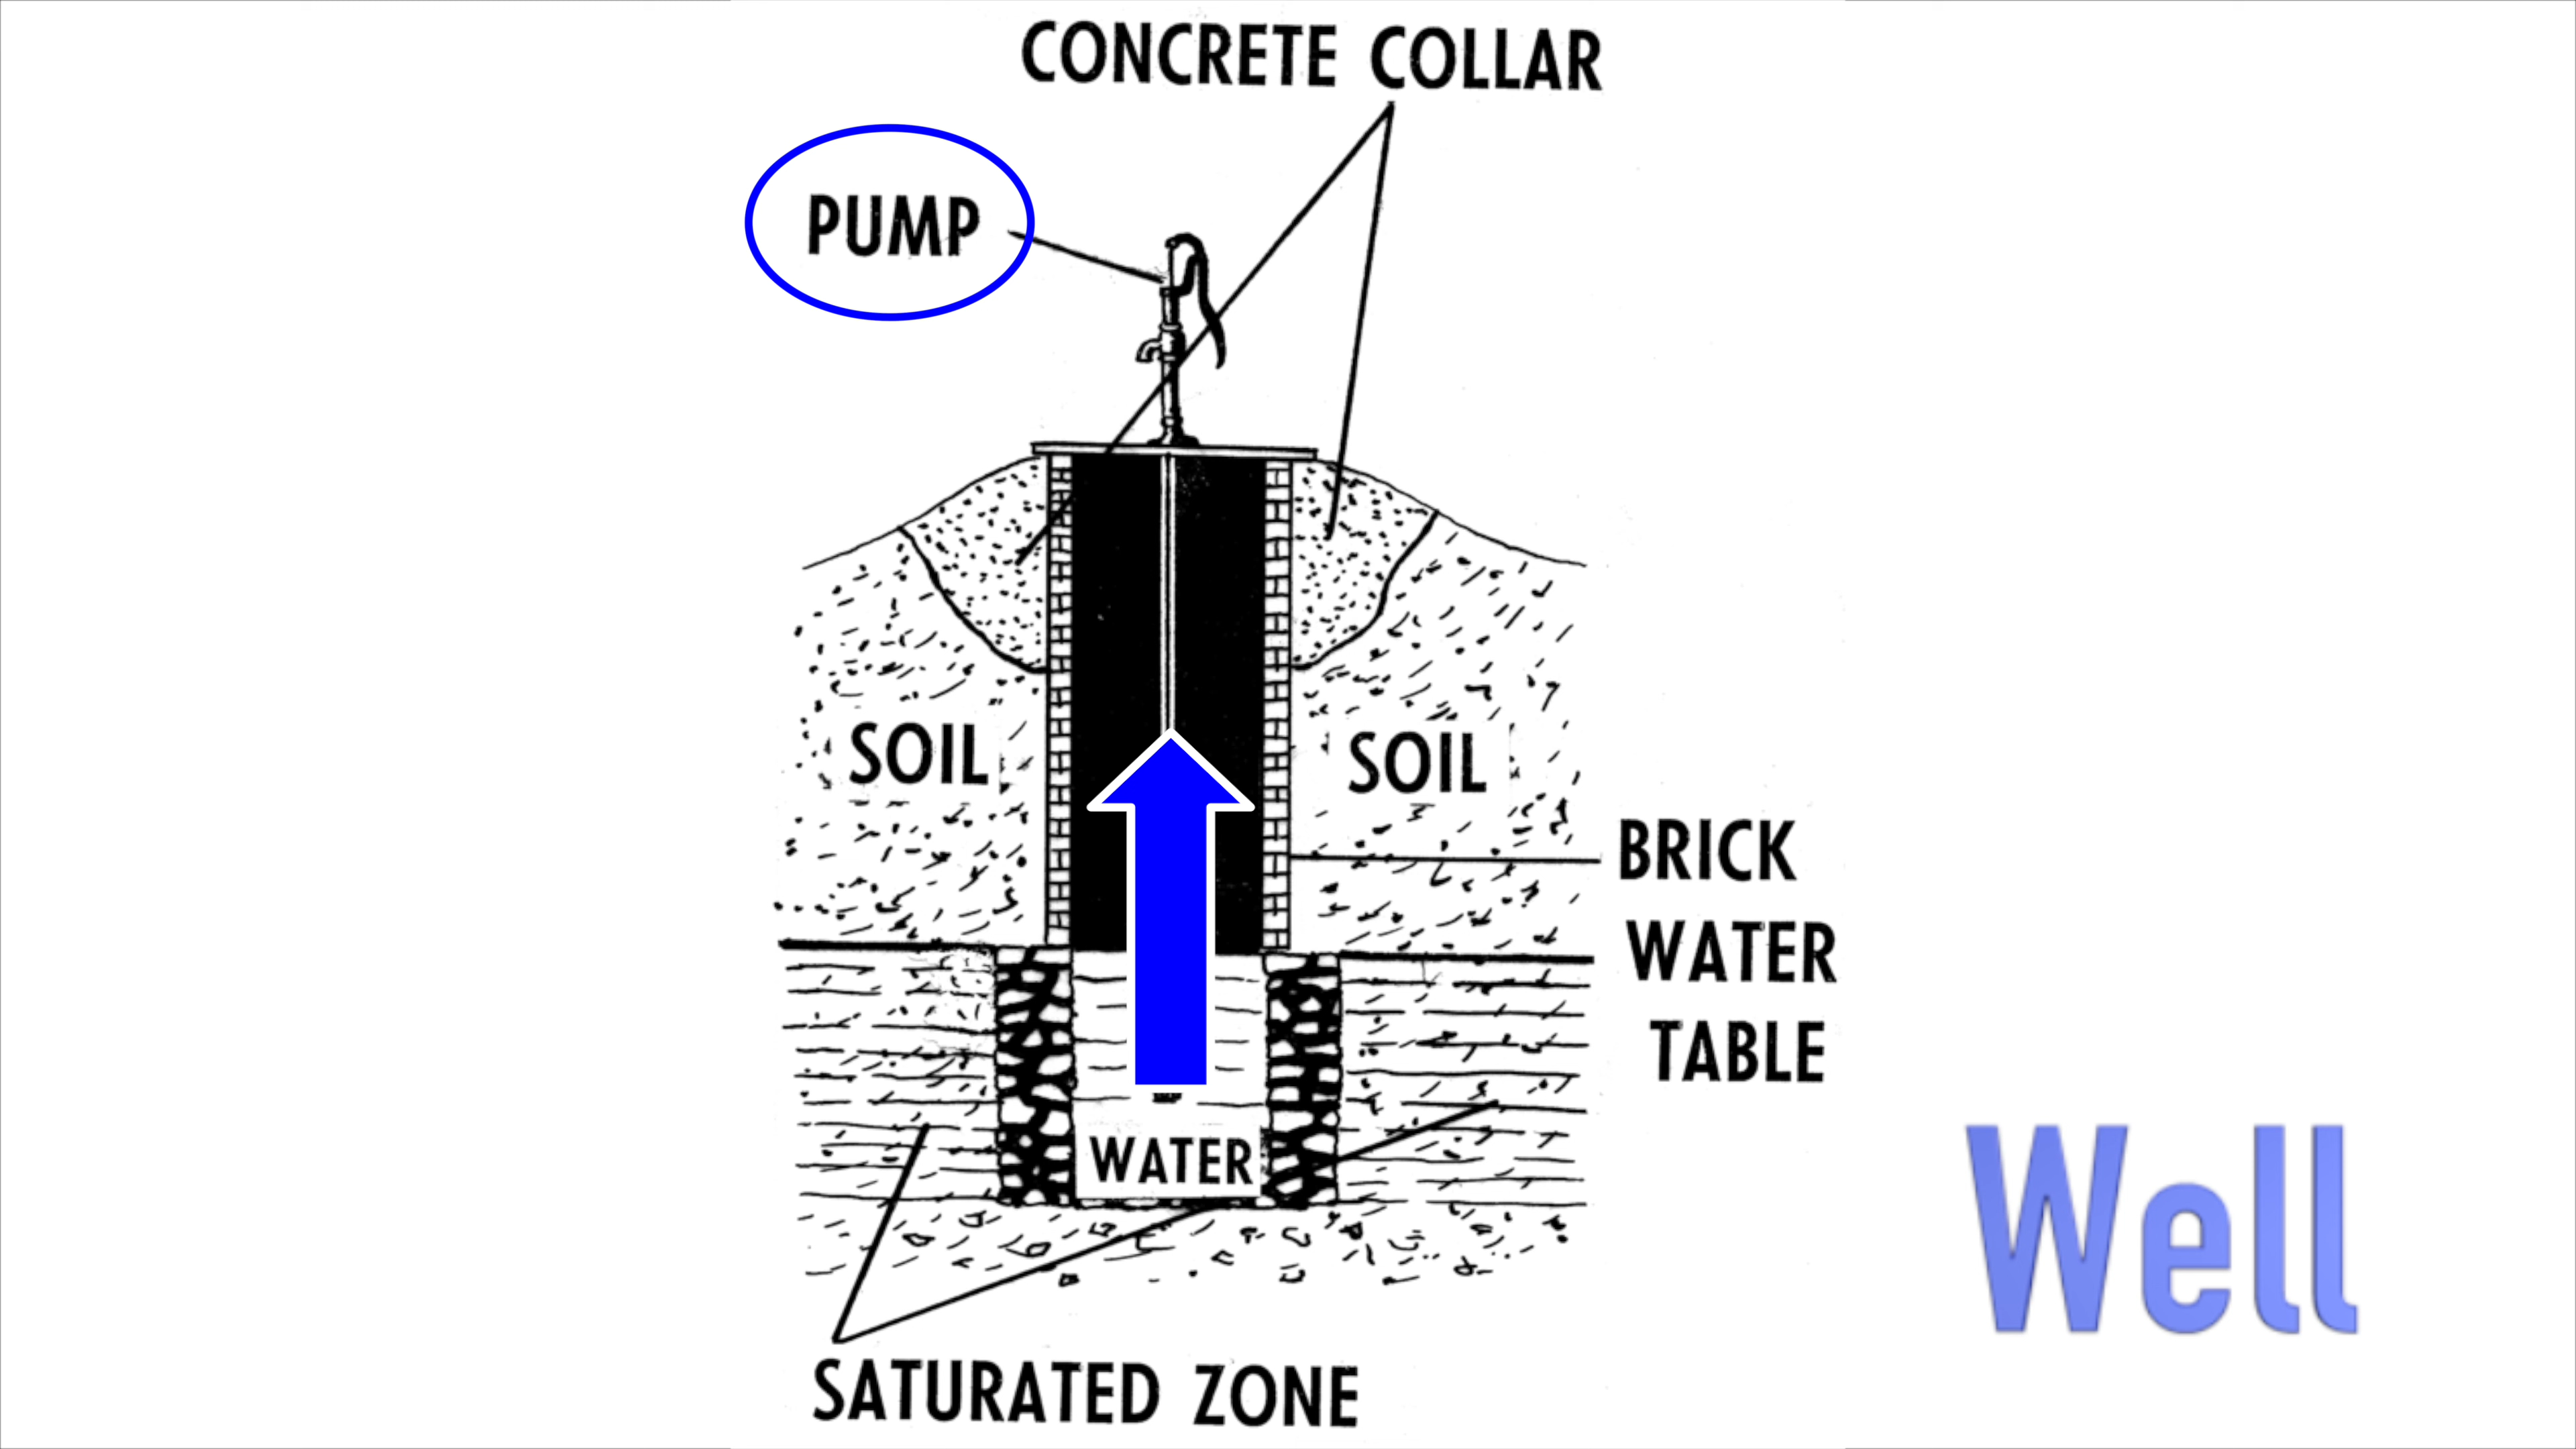 CONCRETE COLLAR
PUMP
SOIL
SOIL
BRICK
WATER
TABLE
WATER
Well
SATURATED ZONE